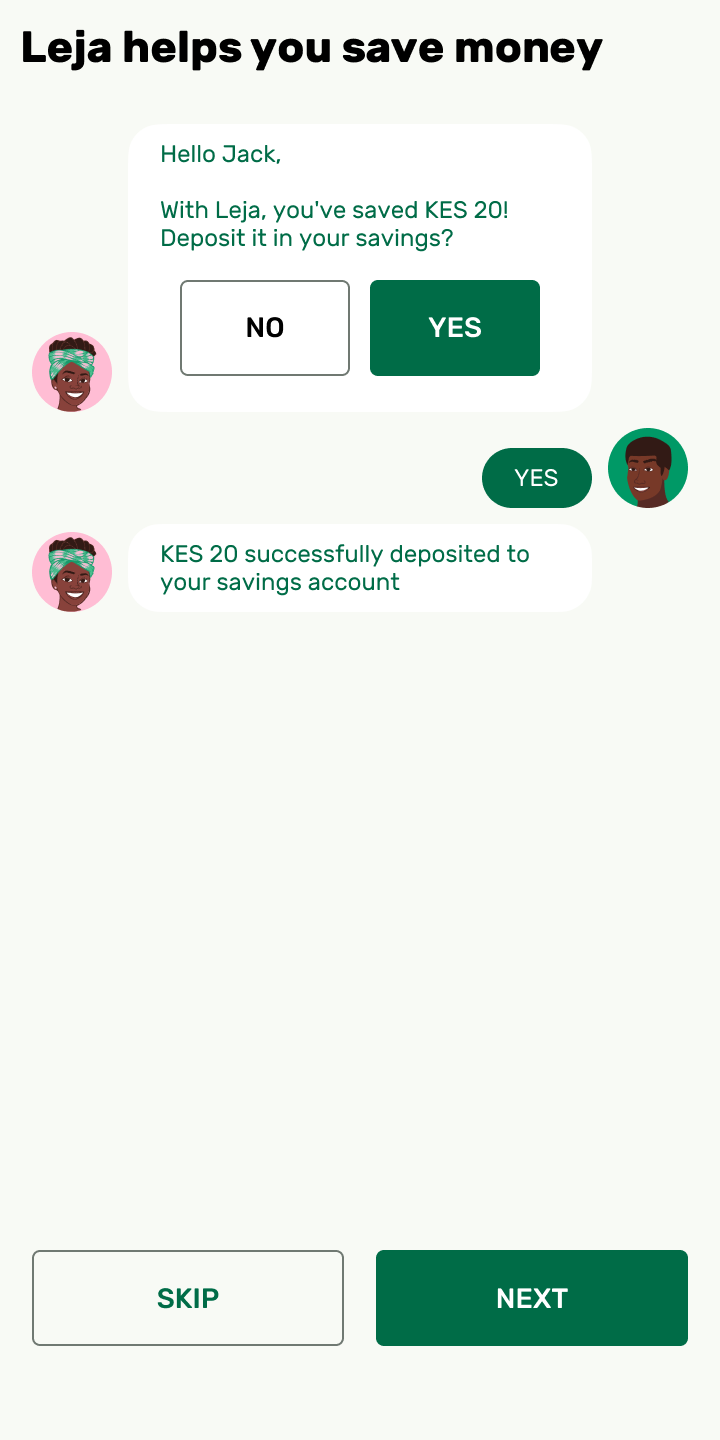 Leja helps you save money
Hello Jack,
With Leja, you've saved KES 20!
Deposit it in your savings?
NO
YES
YES
KES 20 successfully deposited to
your savings account
SKIP
NEXT